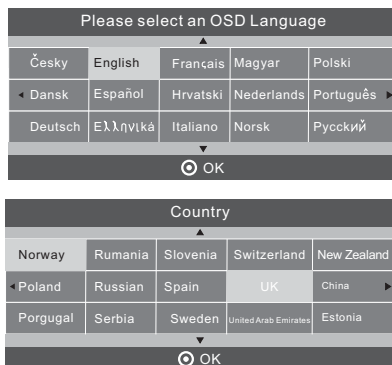 Please select an OSD Language
Česky English Francais Magyar Polski
Dansk Español Hrvatski Nederlands Português
Deutsch Ελληνικά Italiano Norsk Русский
OK
Country
Norway Rumania Slovenia Switzerland New Zealand
Poland Russian Spain UK China
Porgugal Serbia Sweden United Arab Emirates Estonia
OK